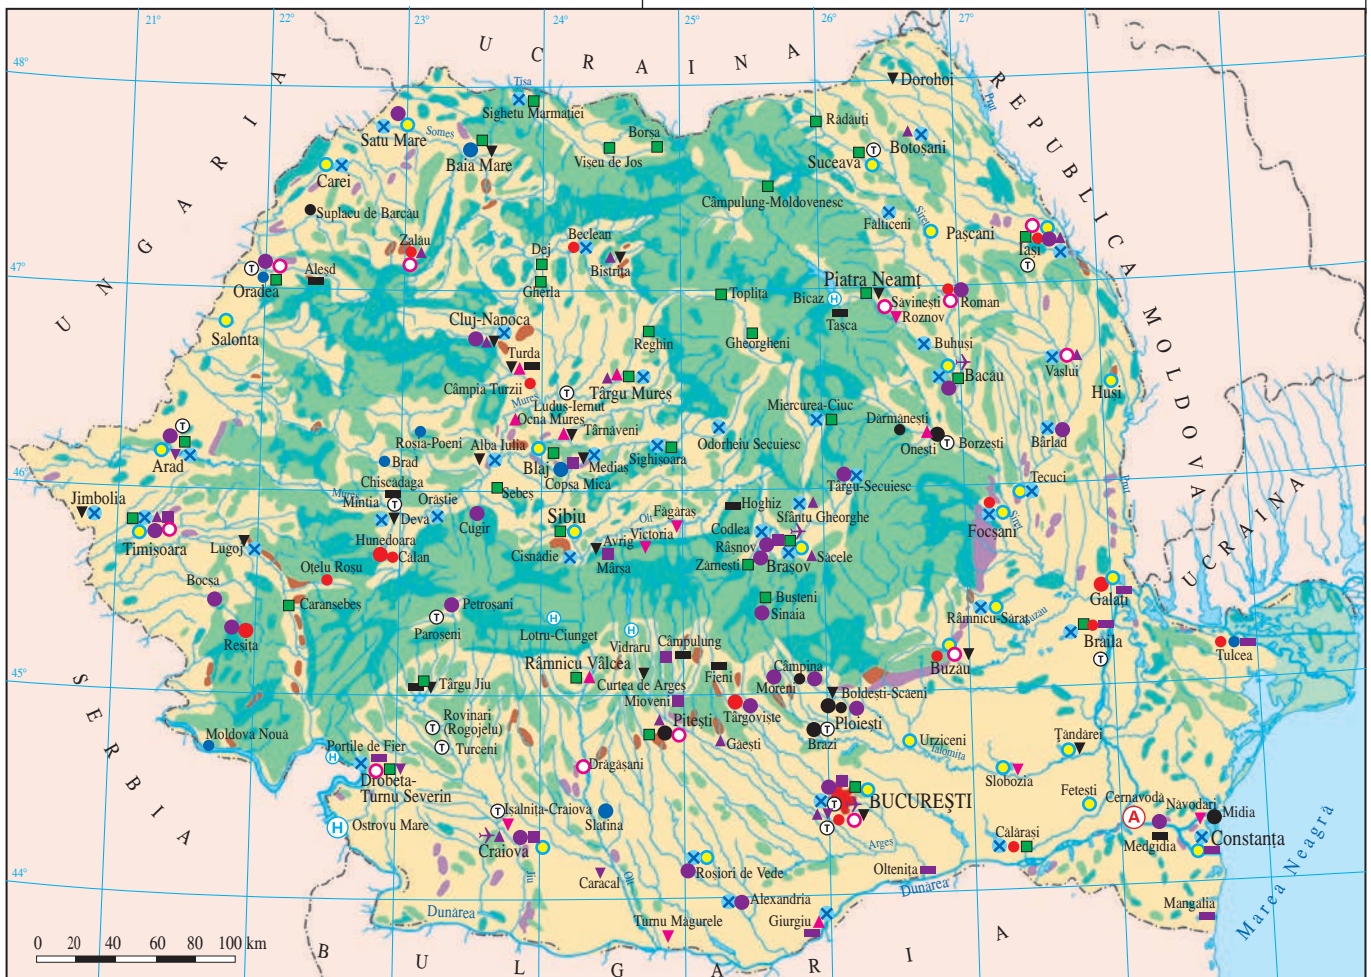 21° 22° 23° 24° 25° 26° 27°
48°
47°
46°
45°
44°
UCRAINA
UNGARIA
REPUBLICA MOLDOVA
UCRAINA
SERBIA
BULGARIA
Marea Neagră
Dorohoi
Tisa
Sighetu Marmației
Rădăuți
Botoșani
Prut
Satu Mare
Someș
Baia Mare
Borșa
Vișeu de Jos
Suceava
Carei
Câmpulung-Moldovenesc
Suplacu de Barcău
Fălticeni
Siret
Pașcani
Iași
Zalău
Beclean
Dej
Bistrița
Oradea
Aleșd
Gherla
Toplița
Bicaz
Piatra Neamț
Săvinești
Roznov
Roman
Tașca
Salonta
Cluj-Napoca
Turda
Câmpia Turzii
Reghin
Gheorgheni
Buhuși
Bacău
Vaslui
Huși
Mureș
Luduș-Iernut
Târgu Mureș
Ocna Mureș
Târnăveni
Miercurea-Ciuc
Dărmănești
Onești
Borzești
Bârlad
Roșia-Poeni
Alba Iulia
Odorheiu Secuiesc
Arad
Brad
Blaj
Mediaș
Sighișoara
Copșa Mică
Târgu-Secuiesc
Tecuci
Prut
Jimbolia
Chișcădaga
Mureș
Mintia
Orăștie
Sebeș
Hoghiz
Sfântu Gheorghe
Focșani
Siret
Timișoara
Deva
Cugir
Sibiu
Olt
Făgăraș
Victoria
Codlea
Râșnov
Săcele
Lugoj
Hunedoara
Călan
Cisnădie
Avrig
Mârșa
Zărnești
Brașov
Oțelu Roșu
Bocșa
Caransebeș
Petroșani
Bușteni
Sinaia
Râmnicu-Sărat
Buzău
Galați
Reșița
Paroșeni
Lotru-Ciunget
Vidraru
Câmpulung
Brăila
Tulcea
Râmnicu Vâlcea
Câmpina
Buzău
Târgu Jiu
Curtea de Argeș
Fieni
Moreni
Boldești-Scăeni
Mioveni
Moldova Nouă
Rovinari
(Rogojelu)
Turceni
Pitești
Târgoviște
Ploiești
Găești
Brazi
Urziceni
Ialomița
Țăndărei
Porțile de Fier
Drobeta-
Turnu Severin
Drăgășani
Slobozia
Fetești
Cernavodă
Năvodari
Midia
Ostrovu Mare
Ișalnița-Craiova
Slatina
BUCUREȘTI
Medgidia
Constanța
Craiova
Argeș
Călărași
Oltenița
Dunărea
Caracal
Roșiori de Vede
Jiu
Olt
Alexandria
Mangalia
Dunărea
Turnu Măgurele
Giurgiu
0 20 40 60 80 100 km
T T T T T T T T T T T T T T T
H H H H H
A